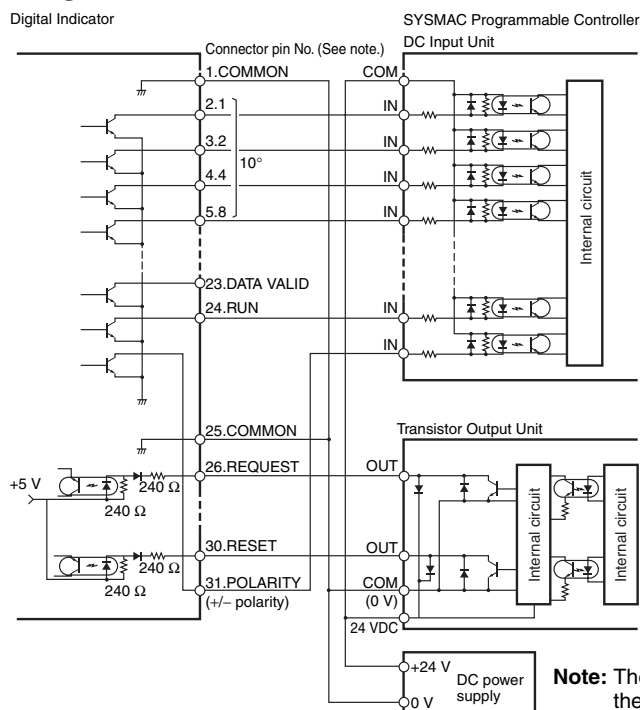 Digital Indicator
SYSMAC Programmable Controller
DC Input Unit
Connector pin No. (See note.)
1.COMMON
COM
2.1
IN
3.2
IN
10°
4.4
IN
5.8
IN
Internal circuit
23.DATA VALID
24.RUN
IN
IN
25.COMMON
Transistor Output Unit
26.REQUEST
OUT
+5 V
240 Ω
240 Ω
Internal circuit
Internal circuit
30.RESET
OUT
240 Ω
240 Ω
31.POLARITY
(+/– polarity)
COM
(0 V)
24 VDC
+24 V
DC power
supply
0 V
Note: The
the